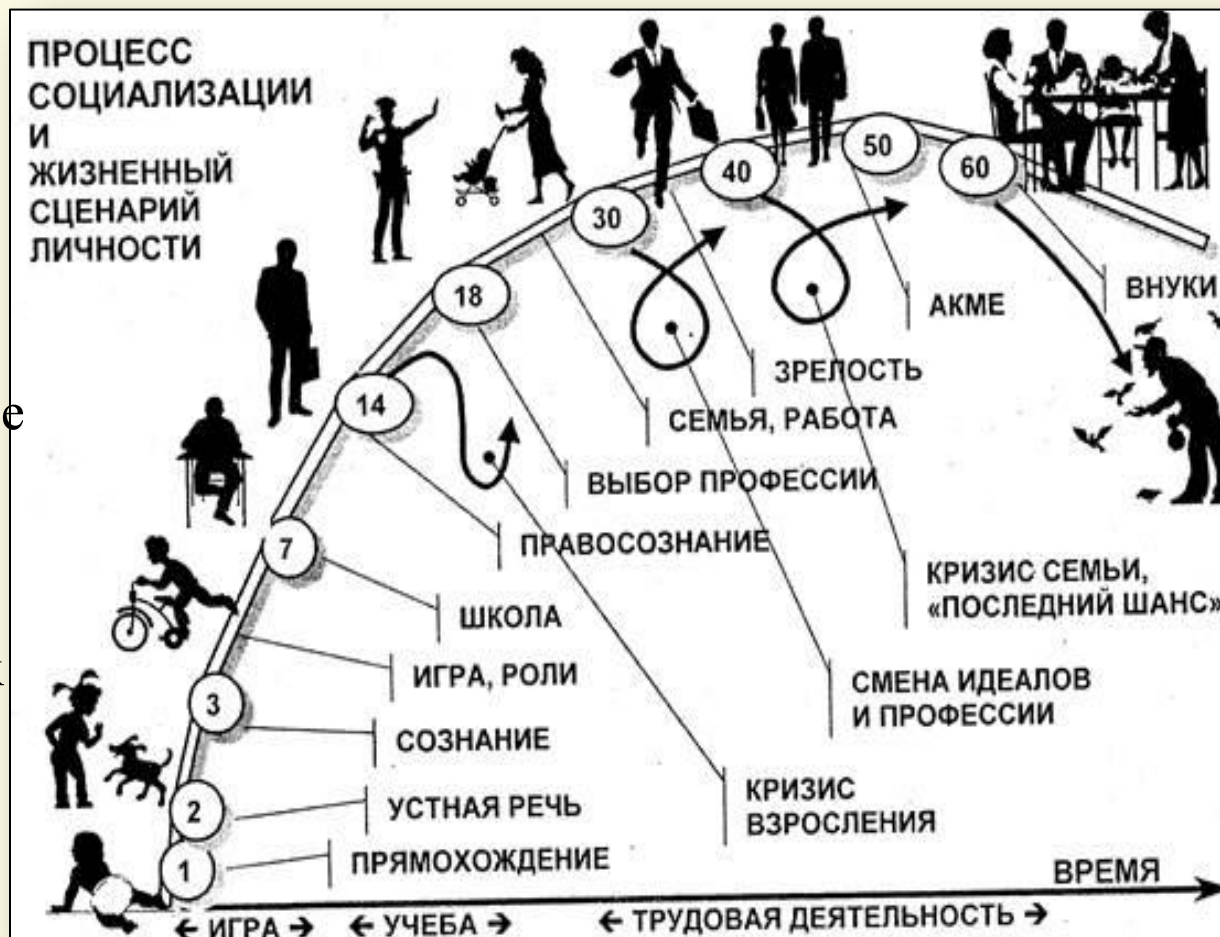 ПРОЦЕСС
СОЦИАЛИЗАЦИИ
И
ЖИЗНЕННЫЙ
СЦЕНАРИЙ
ЛИЧНОСТИ
50
40
60
30
18
14
7
3
2
1
ВНУКИ
АКМЕ
ЗРЕЛОСТЬ
СЕМЬЯ, РАБОТА
ВЫБОР ПРОФЕССИИ
ПРАВОСОЗНАНИЕ
КРИЗИС СЕМЬИ,
«ПОСЛЕДНИЙ ШАНС»
ШКОЛА
ИГРА, РОЛИ
СМЕНА ИДЕАЛОВ
И ПРОФЕССИИ
СОЗНАНИЕ
КРИЗИС
ВЗРОСЛЕНИЯ
УСТНАЯ РЕЧЬ
ПРЯМОХОЖДЕНИЕ
ВРЕМЯ
← ИГРА → ← УЧЕБА → ← ТРУДОВАЯ ДЕЯТЕЛЬНОСТЬ →